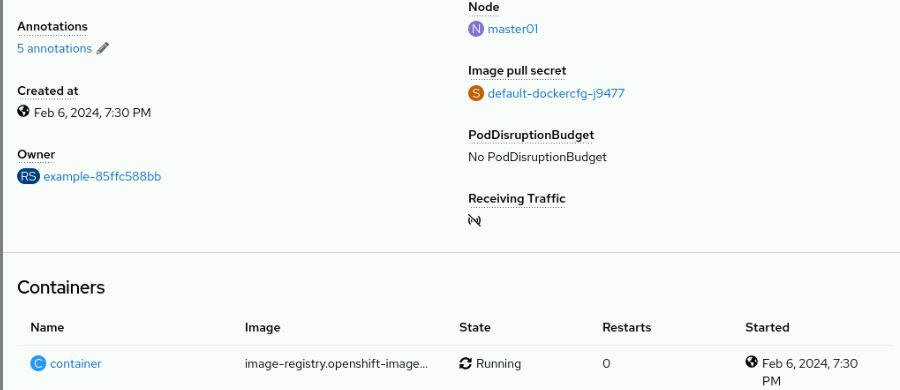 Annotations
5 annotations
Created at
Feb 6, 2024, 7:30 PM
Owner
RS example-85ffc588bb
Node
N master01
Image pull secret
S default-dockercfg-j9477
PodDisruptionBudget
No PodDisruptionBudget
Receiving Traffic
Containers
Name Image State Restarts Started
C container image-registry.openshift-image... Running 0 Feb 6, 2024, 7:30
PM